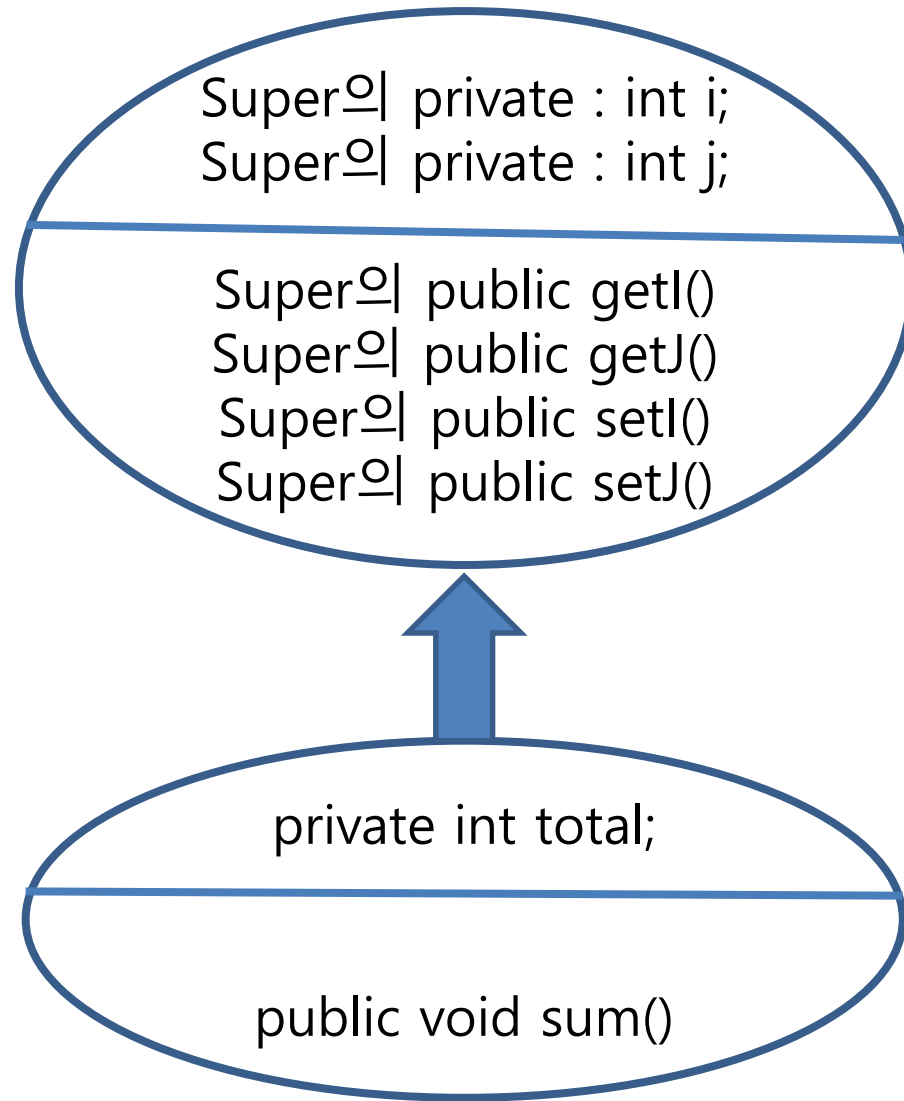 Super의 private : int i;
Super의 private : int j;
Super의 public getI()
Super의 public getJ()
Super의 public setI()
Super의 public setJ()
private int total;
public void sum()